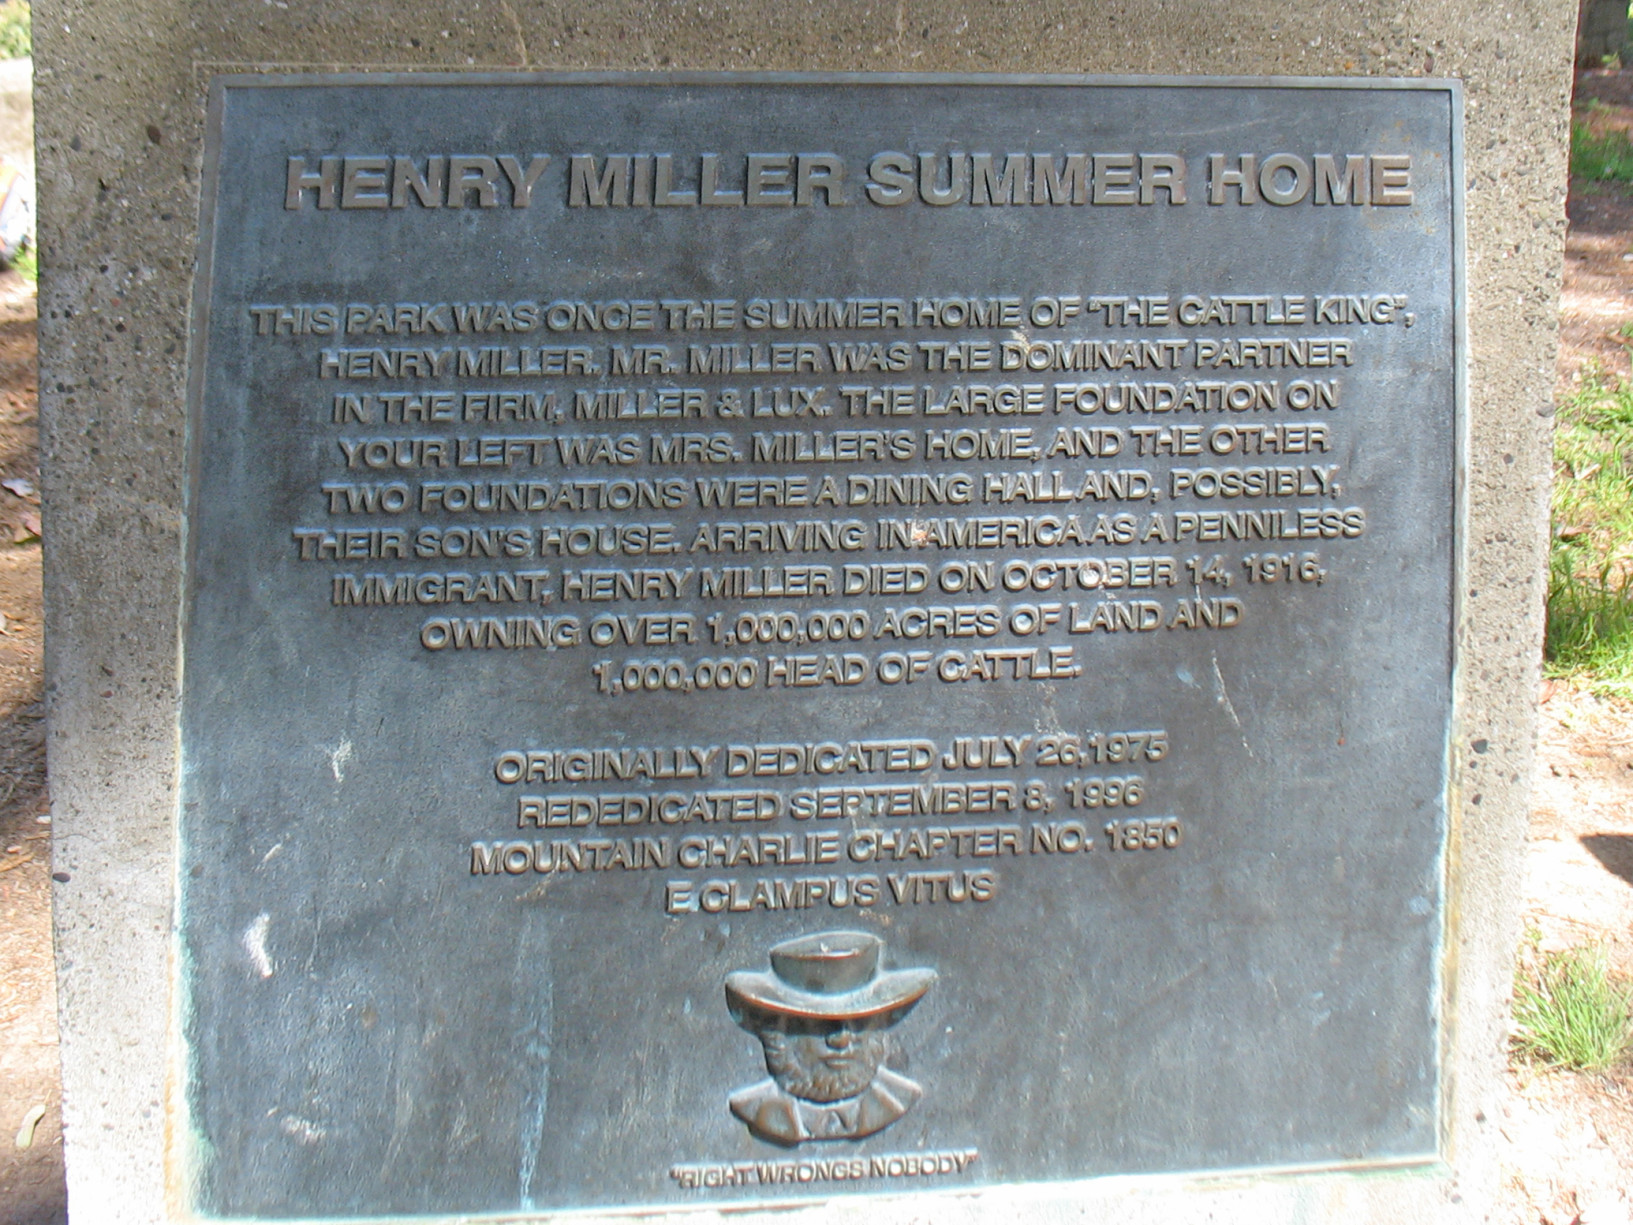 HENRY MILLER SUMMER HOME
THIS PARK WAS ONCE THE SUMMER HOME OF "THE CATTLE KING",
HENRY MILLER. MR. MILLER WAS THE DOMINANT PARTNER
IN THE FIRM, MILLER & LUX. THE LARGE FOUNDATION ON
YOUR LEFT WAS MRS. MILLER'S HOME, AND THE OTHER
TWO FOUNDATIONS WERE A DINING HALL AND, POSSIBLY,
THEIR SON'S HOUSE. ARRIVING IN AMERICA AS A PENNILESS
IMMIGRANT, HENRY MILLER DIED ON OCTOBER 14, 1916,
OWNING OVER 1,000,000 ACRES OF LAND AND
1,000,000 HEAD OF CATTLE.
ORIGINALLY DEDICATED JULY 26,1975
REDEDICATED SEPTEMBER 8, 1996
MOUNTAIN CHARLIE CHAPTER NO. 1850
E CLAMPUS VITUS
"RIGHT WRONGS NOBODY"